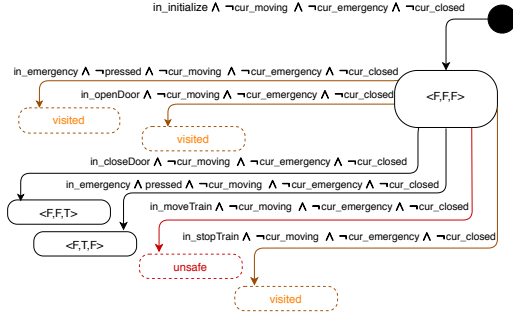 in_initialize ∧ ¬cur_moving ∧ ¬cur_emergency ∧ ¬cur_closed
in_emergency ∧ ¬pressed ∧ ¬cur_moving ∧ ¬cur_emergency ∧ ¬cur_closed
in_openDoor ∧ ¬cur_moving ∧ ¬cur_emergency ∧ ¬cur_closed
<F,F,F>
visited
visited
in_closeDoor ∧ ¬cur_moving ∧ ¬cur_emergency ∧ ¬cur_closed
in_emergency ∧ pressed ∧ ¬cur_moving ∧ ¬cur_emergency ∧ ¬cur_closed
in_moveTrain ∧ ¬cur_moving ∧ ¬cur_emergency ∧ ¬cur_closed
<F,F,T>
in_stopTrain ∧ ¬cur_moving ∧ ¬cur_emergency ∧ ¬cur_closed
<F,T,F>
unsafe
visited